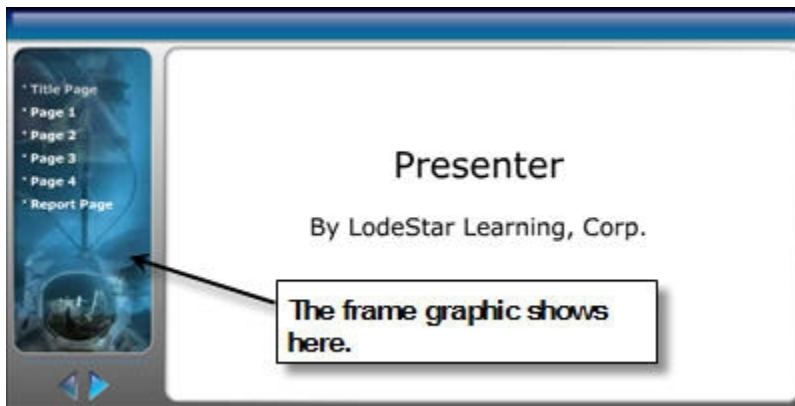 * Title Page
* Page 1
* Page 2
* Page 3
* Page 4
* Report Page
Presenter
By LodeStar Learning, Corp.
The frame graphic shows
here.